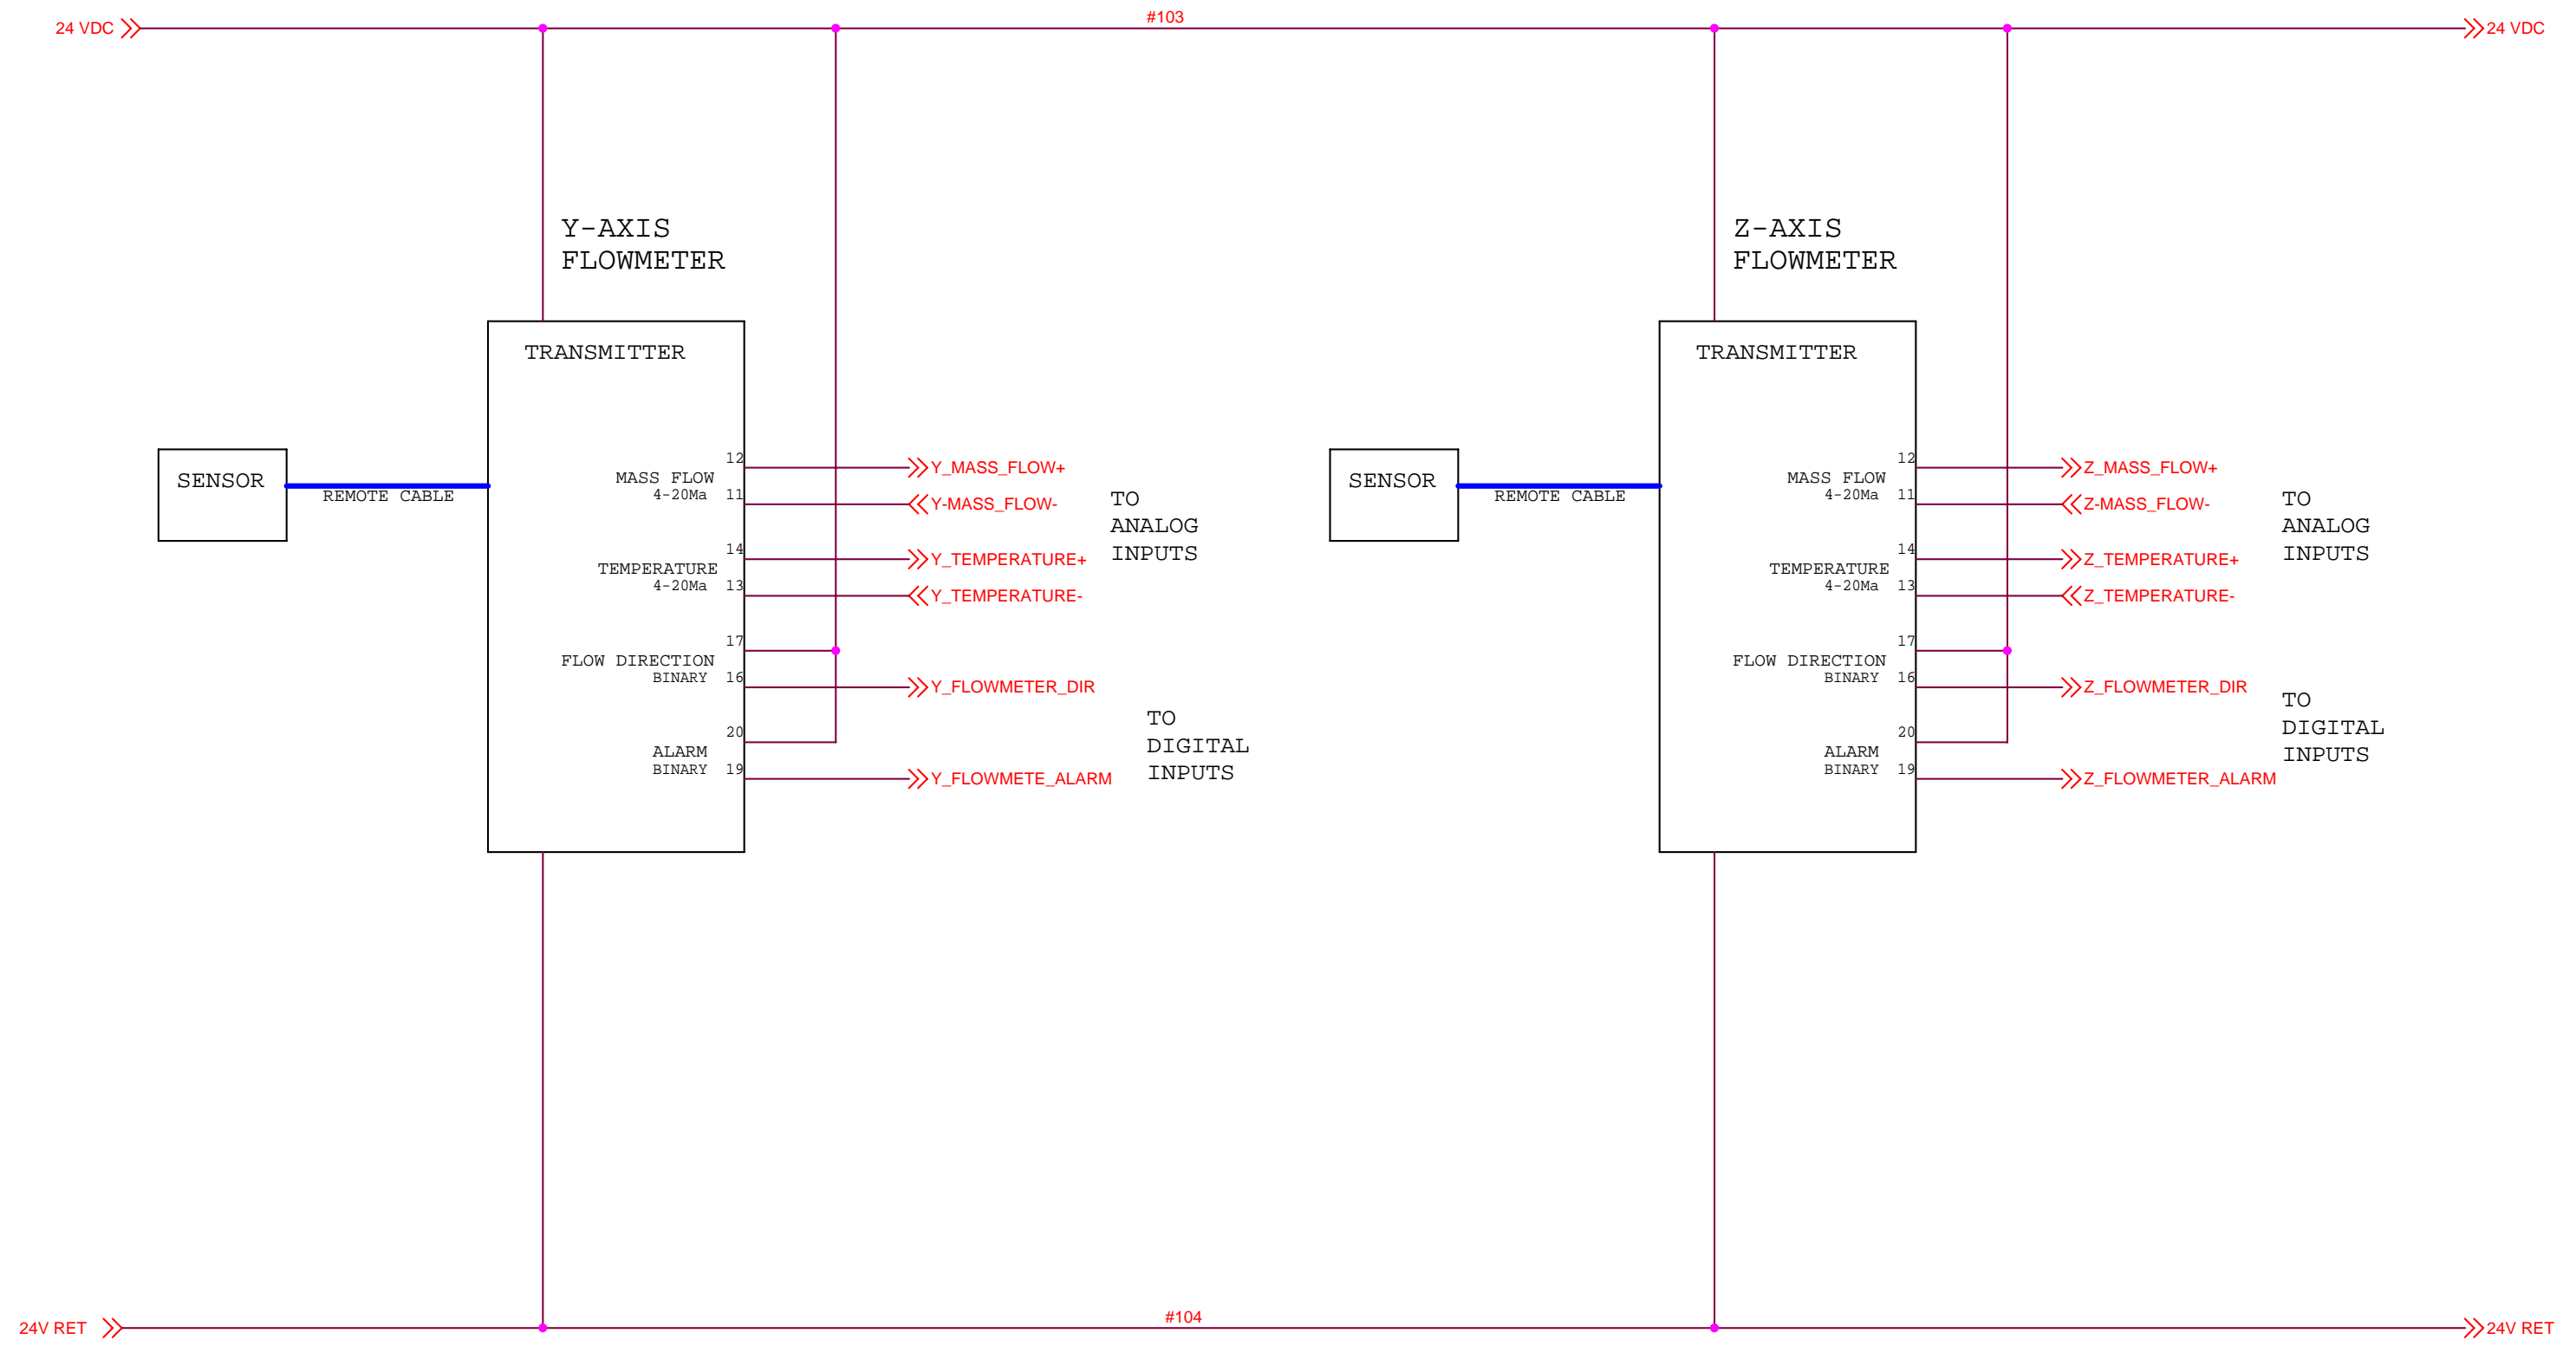 #103
24 VDC
24 VDC
Y-AXIS
FLOWMETER
TRANSMITTER
SENSOR
REMOTE CABLE
12
MASS FLOW
4-20Ma 11
14
TEMPERATURE
4-20Ma 13
17
FLOW DIRECTION
BINARY 16
20
ALARM
BINARY 19
Y_MASS_FLOW+
Y-MASS_FLOW-
Y_TEMPERATURE+
Y_TEMPERATURE-
Y_FLOWMETER_DIR
Y_FLOWMETE_ALARM
TO
ANALOG
INPUTS
TO
DIGITAL
INPUTS
Z-AXIS
FLOWMETER
TRANSMITTER
SENSOR
REMOTE CABLE
12
MASS FLOW
4-20Ma 11
14
TEMPERATURE
4-20Ma 13
17
FLOW DIRECTION
BINARY 16
20
ALARM
BINARY 19
Z_MASS_FLOW+
Z-MASS_FLOW-
Z_TEMPERATURE+
Z_TEMPERATURE-
Z_FLOWMETER_DIR
Z_FLOWMETER_ALARM
TO
ANALOG
INPUTS
TO
DIGITAL
INPUTS
#104
24V RET
24V RET